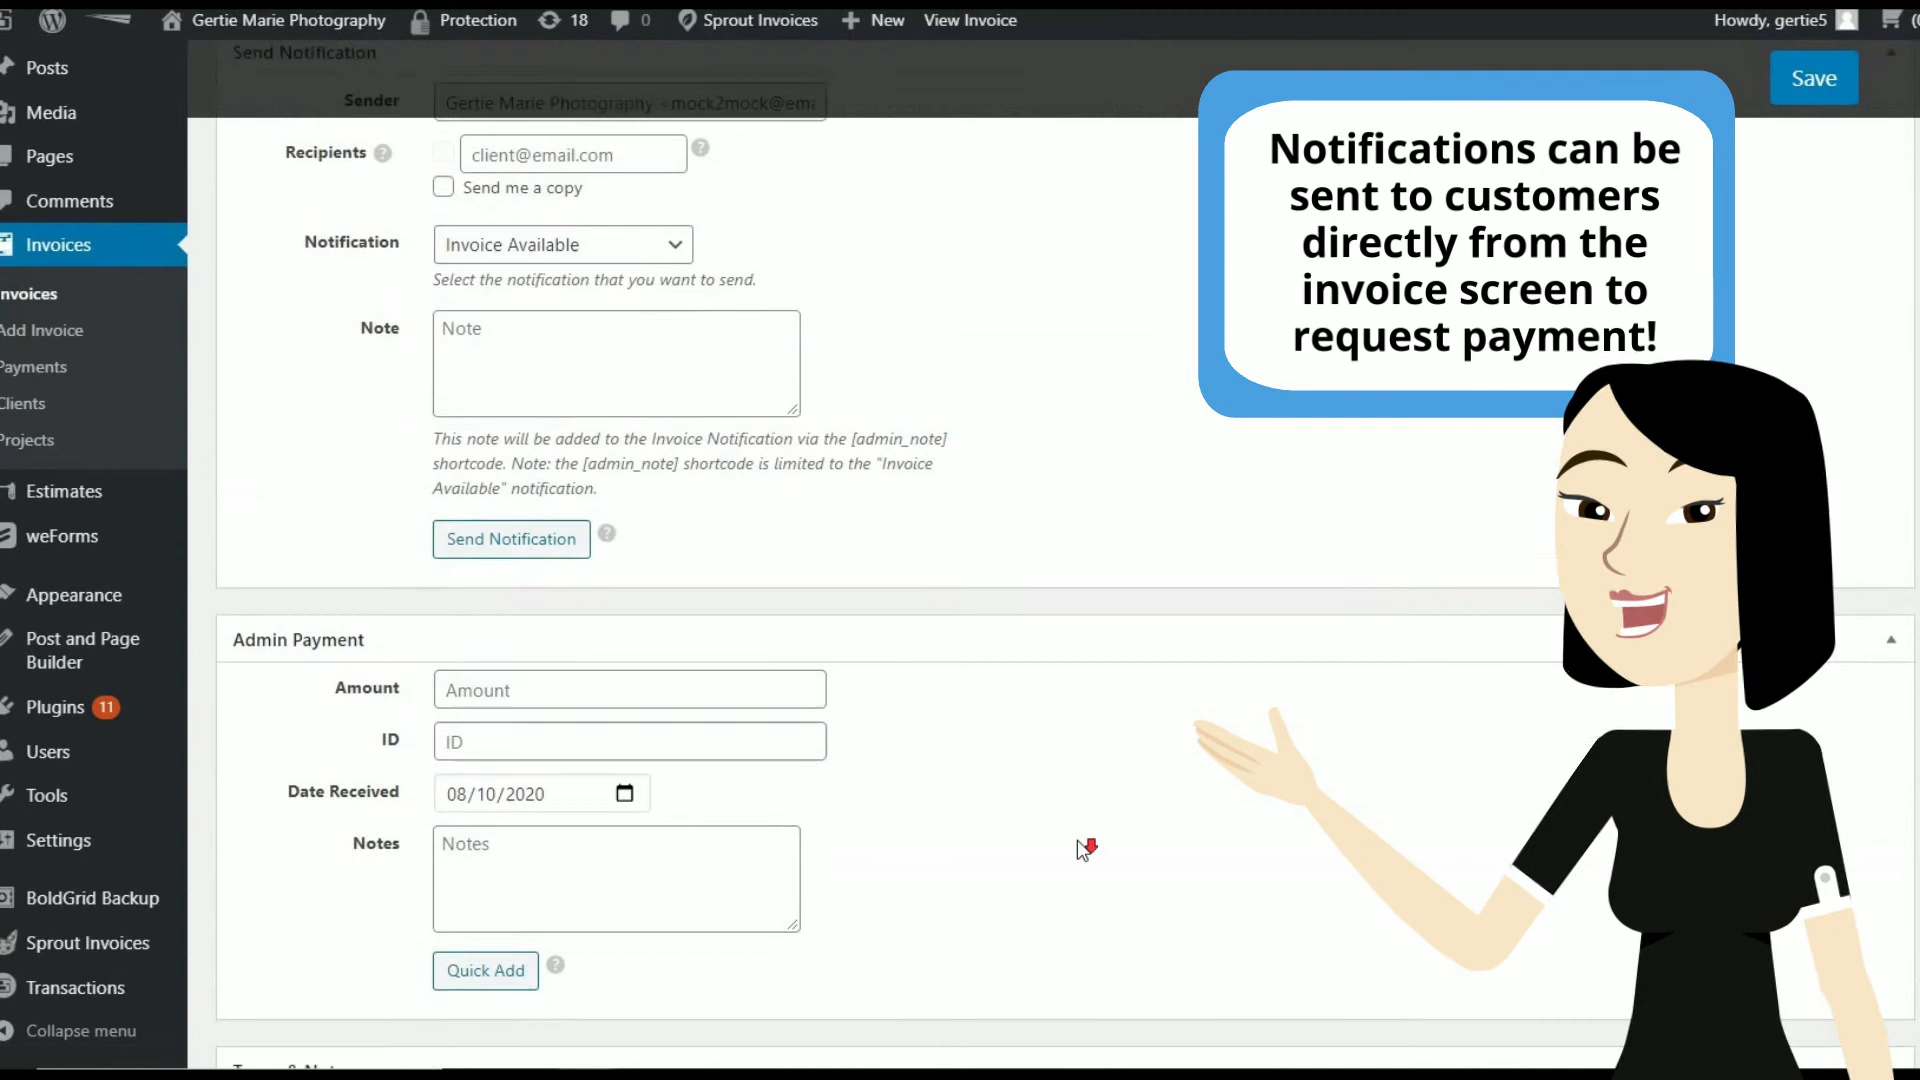 Gertie Marie Photography Protection 18 0 Sprout Invoices New View Invoice Howdy, gertie5
Posts
Media
Pages
Comments
Invoices
nvoices
Add Invoice
Payments
Clients
Projects
Estimates
weForms
Appearance
Post and Page
Builder
Plugins 11
Users
Tools
Settings
BoldGrid Backup
Sprout Invoices
Transactions
Collapse menu
Send Notification
Save
Sender Gertie Marie Photography <mock2mock@ema
Recipients client@email.com
Send me a copy
Notification Invoice Available
Select the notification that you want to send.
Note Note
This note will be added to the Invoice Notification via the [admin_note]
shortcode. Note: the [admin_note] shortcode is limited to the "Invoice
Available" notification.
Send Notification
Admin Payment
Amount Amount
ID ID
Date Received 08/10/2020
Notes Notes
Quick Add
Notifications can be
sent to customers
directly from the
invoice screen to
request payment!